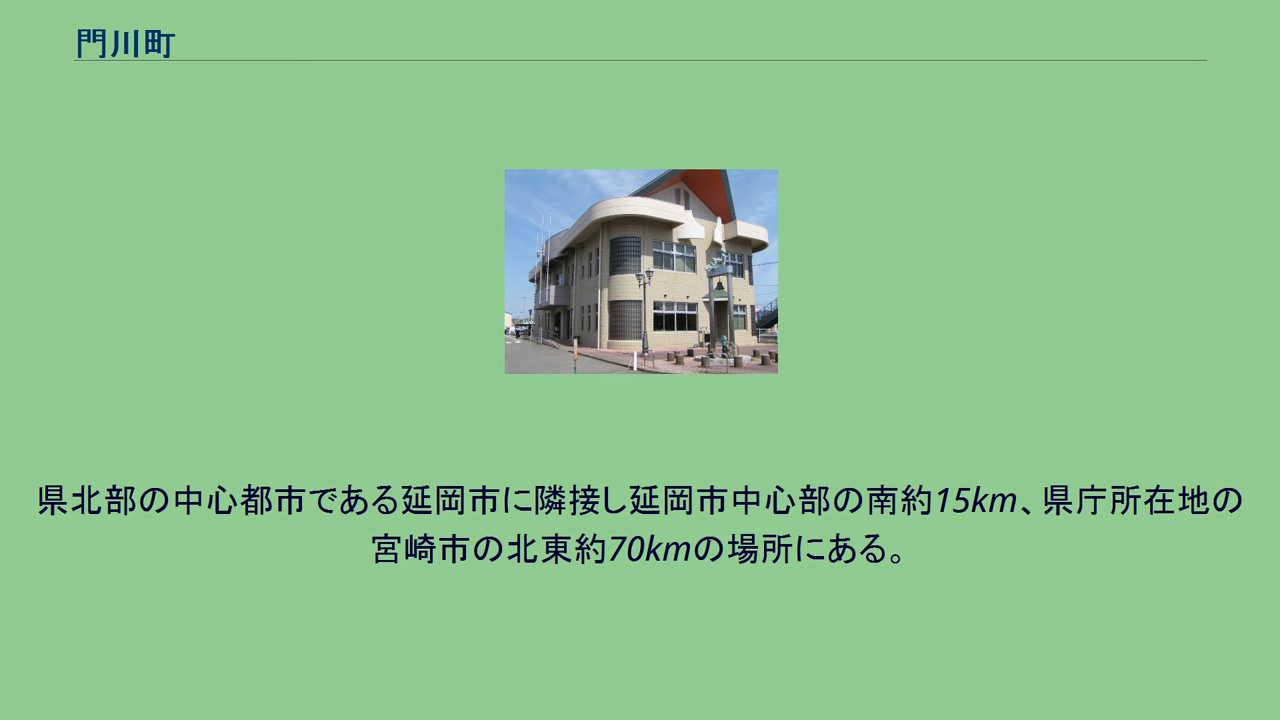 門川町
県北部の中心都市である延岡市に隣接し延岡市中心部の南約15km、県庁所在地の
宮崎市の北東約70kmの場所にある。